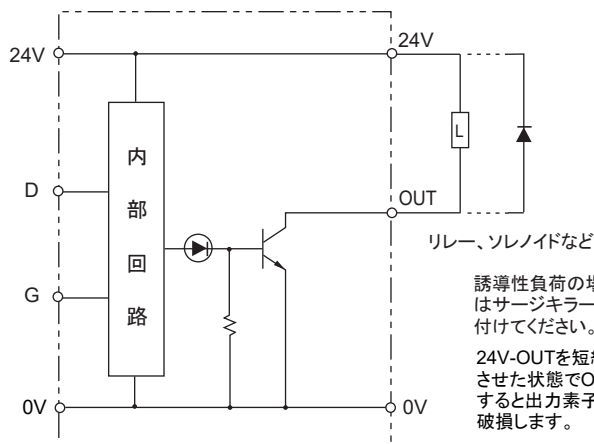 24V
24V
内部回路
D
L
OUT
リレー、ソレノイドなど
G
誘導性負荷の場
はサージキラー
付けてください。
24V-OUTを短絡
させた状態でO
すると出力素子
破損します。
0V
0V